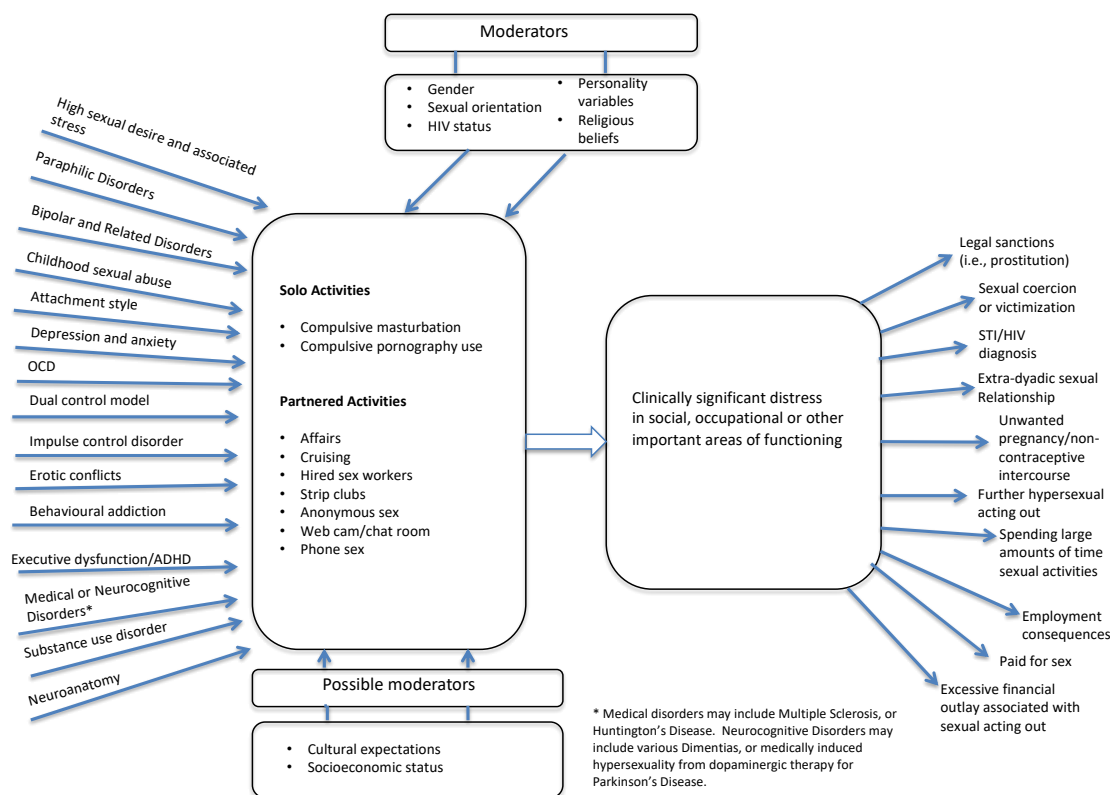 Moderators
• Gender
• Sexual orientation
• HIV status
• Personality
variables
• Religious
beliefs
High sexual desire and associated
stress
Paraphilic Disorders
Bipolar and Related Disorders
Childhood sexual abuse
Attachment style
Depression and anxiety
OCD
Dual control model
Impulse control disorder
Erotic conflicts
Behavioural addiction
Executive dysfunction/ADHD
Medical or Neurocognitive
Disorders*
Substance use disorder
Neuroanatomy
Solo Activities
• Compulsive masturbation
• Compulsive pornography use
Partnered Activities
• Affairs
• Cruising
• Hired sex workers
• Strip clubs
• Anonymous sex
• Web cam/chat room
• Phone sex
Clinically significant distress
in social, occupational or other
important areas of functioning
Legal sanctions
(i.e., prostitution)
Sexual coercion
or victimization
STI/HIV
diagnosis
Extra-dyadic sexual
Relationship
Unwanted
pregnancy/non-
contraceptive
intercourse
Further hypersexual
acting out
Spending large
amounts of time
sexual activities
Employment
consequences
Paid for sex
Excessive financial
outlay associated with
sexual acting out
Possible moderators
• Cultural expectations
• Socioeconomic status
* Medical disorders may include Multiple Sclerosis, or
Huntington's Disease. Neurocognitive Disorders may
include various Dimentias, or medically induced
hypersexuality from dopaminergic therapy for
Parkinson's Disease.